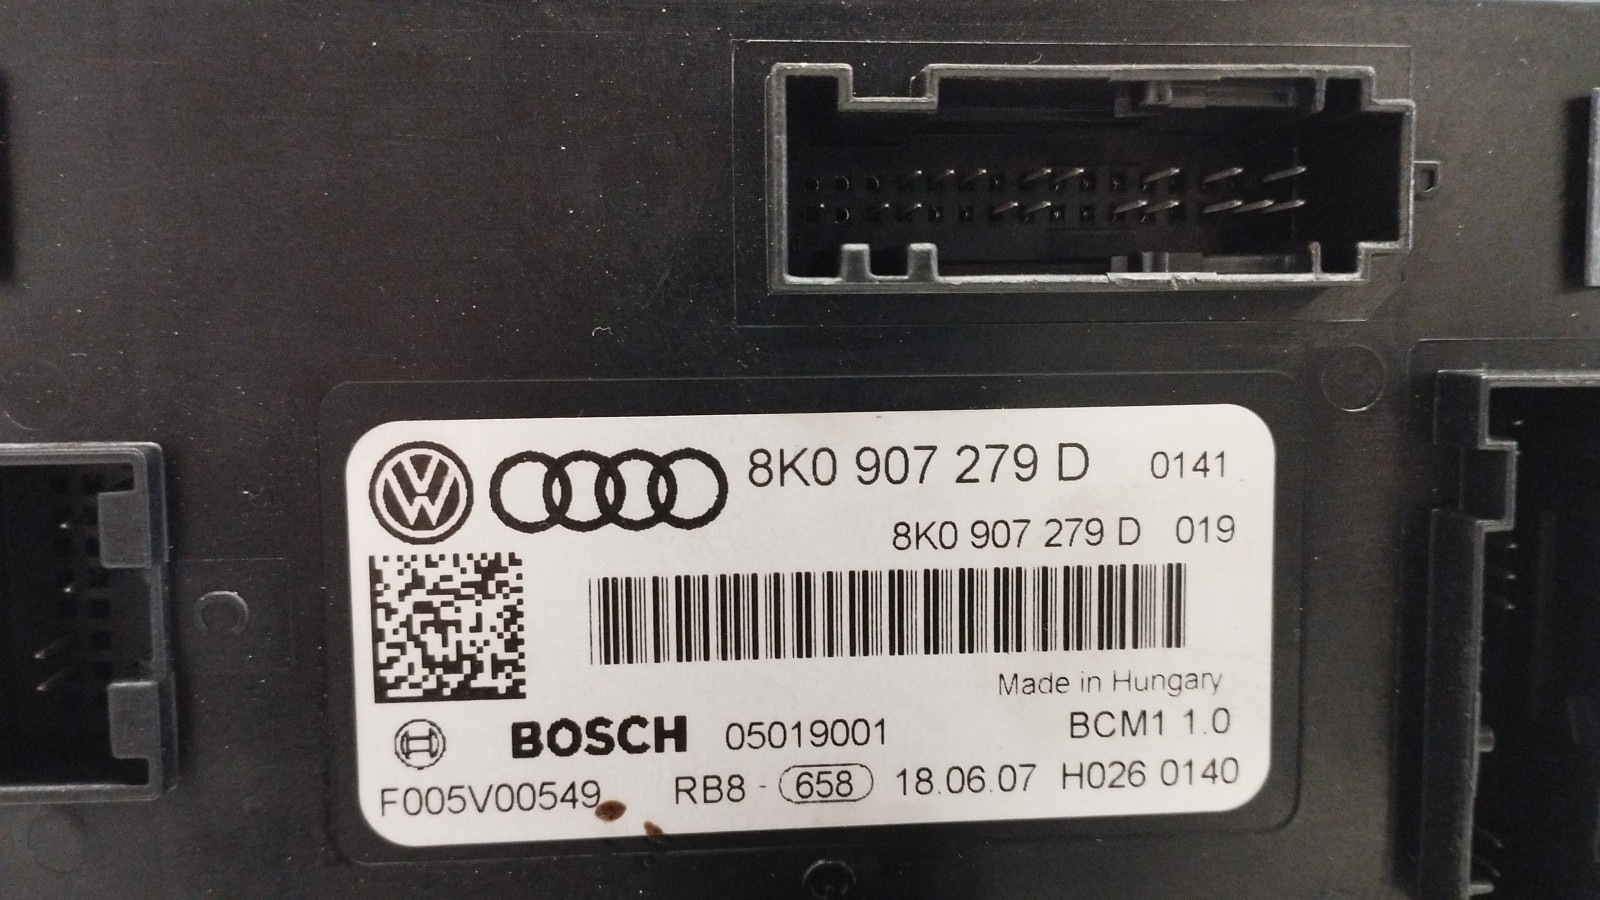 8K0 907 279 D 0141
8K0 907 279 D 019
Made in Hungary
BOSCH 05019001 BCM1 1.0
F005V00549 RB8 - 658 18.06.07 H026 0140